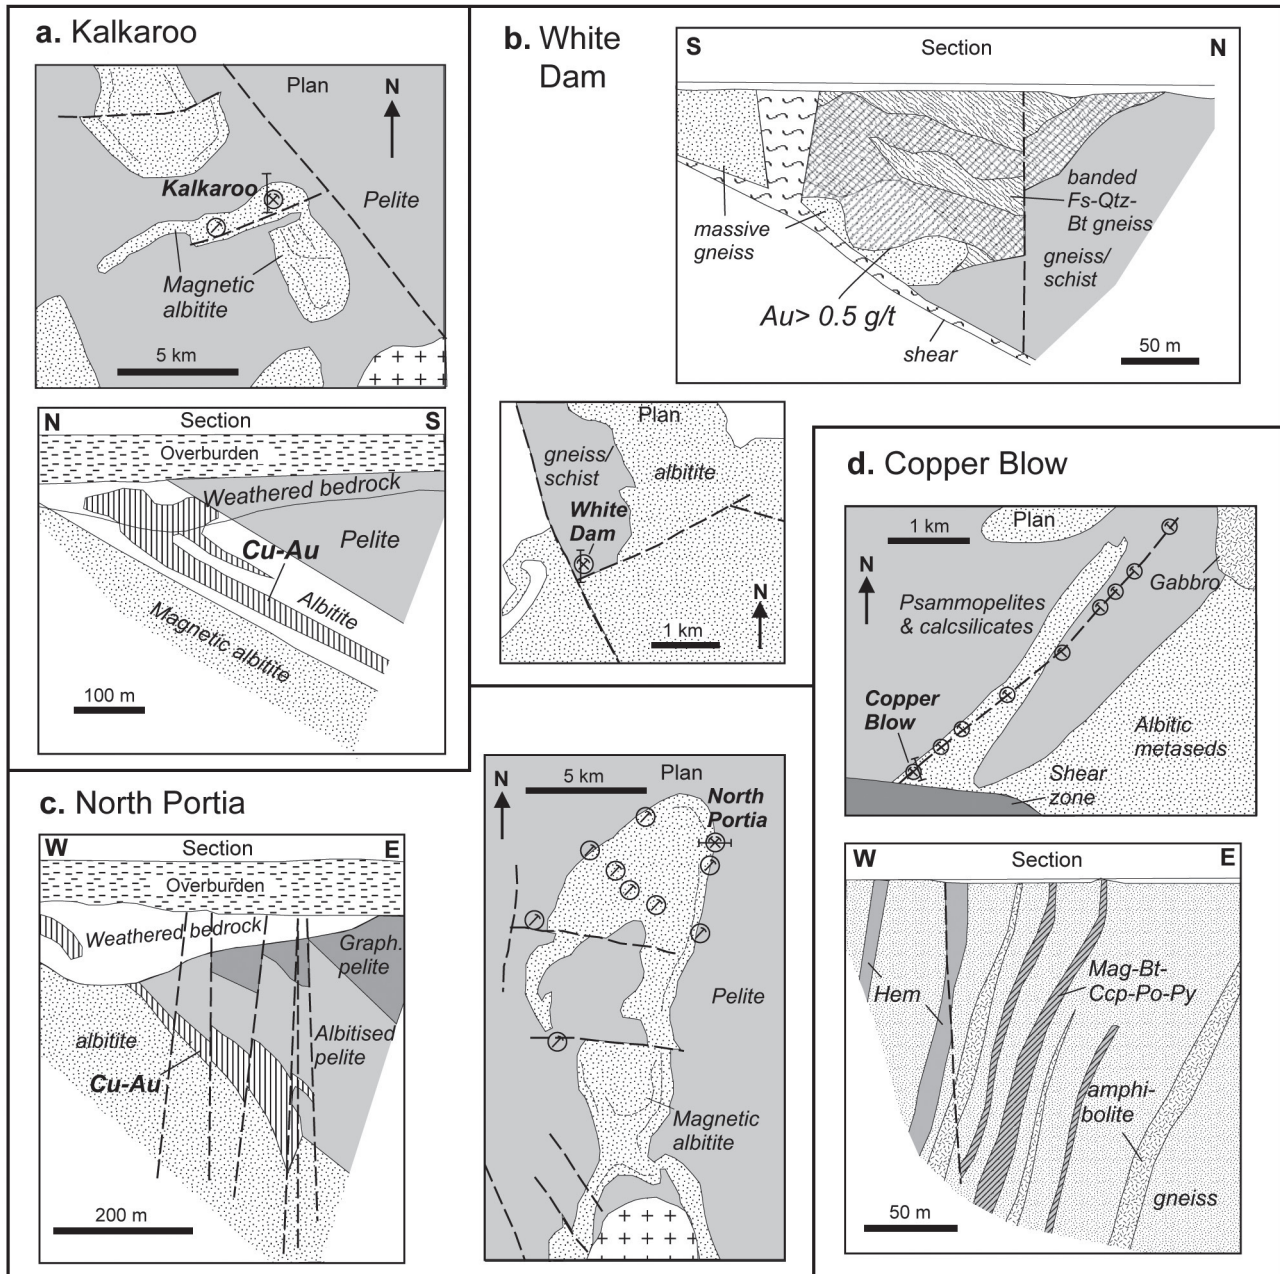 a. Kalkaroo
Plan
N
Kalkaroo
Pelite
Magnetic
albitite
5 km
N
Section
S
Overburden
Weathered bedrock
Cu-Au
Pelite
Albitite
Magnetic albitite
100 m
b. White
Dam
S
Section
N
banded
Fs-Qtz-
Bt gneiss
massive
gneiss
gneiss/
schist
Au> 0.5 g/t
shear
50 m
Plan
gneiss/
schist
albitite
White
Dam
N
1 km
c. North Portia
W
Section
E
Overburden
Weathered bedrock
Graph.
pelite
albitite
Albitised
pelite
Cu-Au
200 m
N
5 km
Plan
North
Portia
Pelite
Magnetic
albitite
d. Copper Blow
1 km
Plan
N
Gabbro
Psammopelites
& calcsilicates
Copper
Blow
Albitic
metaseds
Shear
zone
W
Section
E
Hem
Mag-Bt-
Ccp-Po-Py
amphi-
bolite
gneiss
50 m